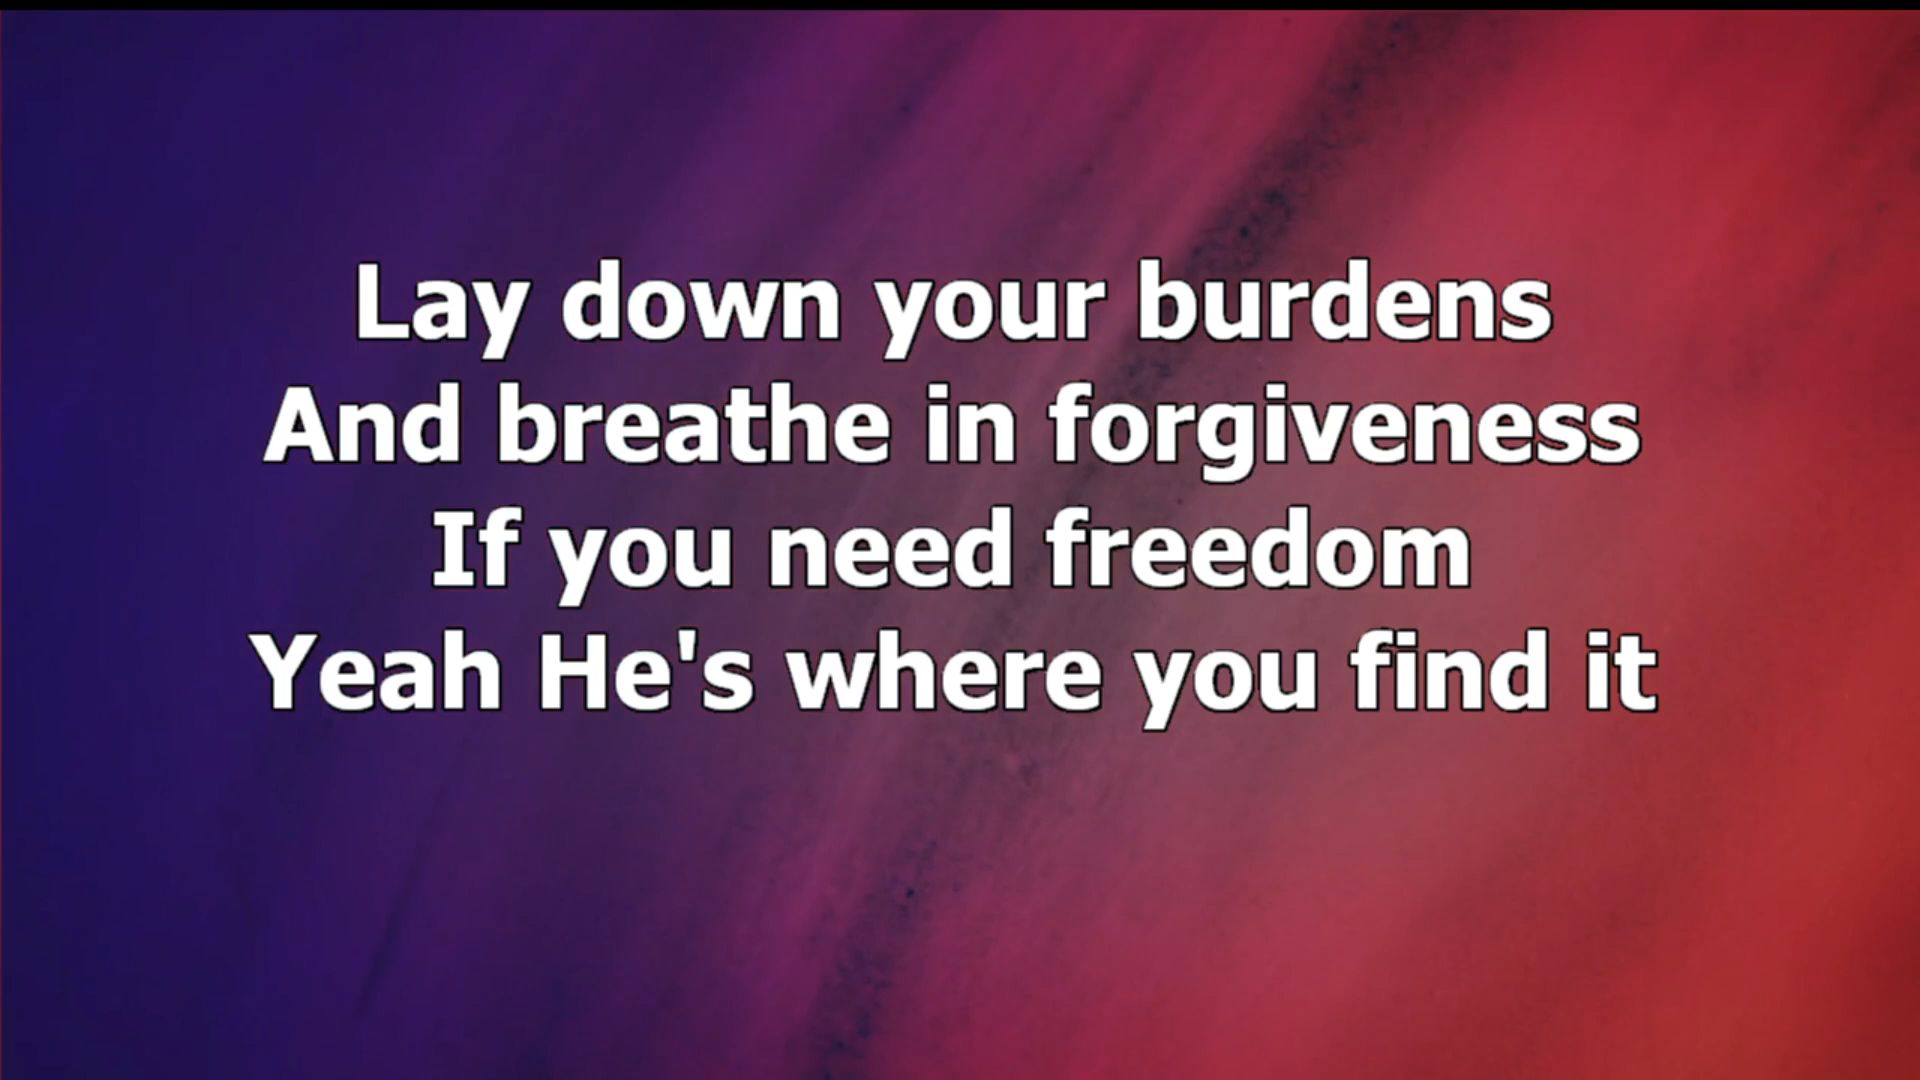 Lay down your burdens
And breathe in forgiveness
If you need freedom
Yeah He's where you find it